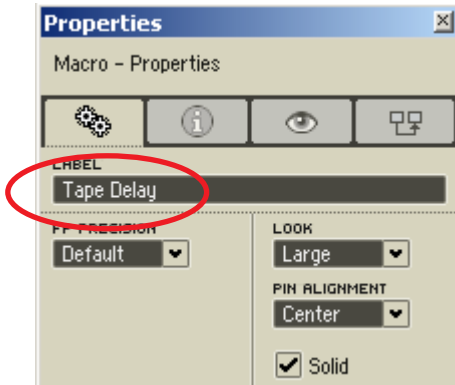 Properties
Macro - Properties
LABEL
Tape Delay
FP PRECISION
Default
LOOK
Large
PIN ALIGNMENT
Center
Solid